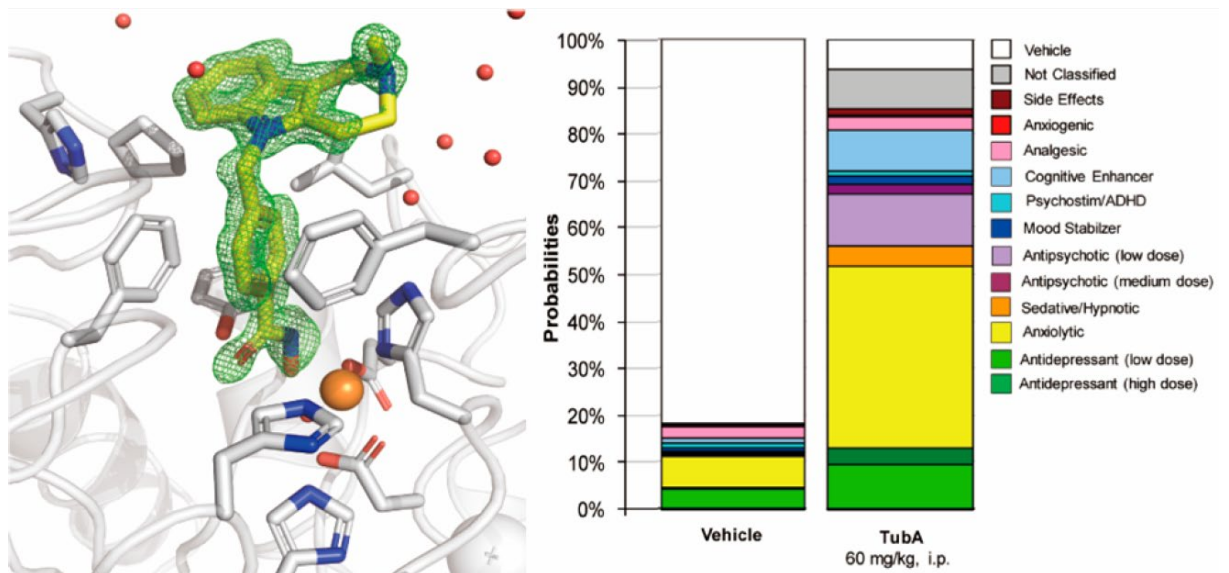 100%
90%
80%
70%
60%
50%
40%
30%
20%
10%
0%
Probabilities
Vehicle
TubA
60 mg/kg, i.p.
Vehicle
Not Classified
Side Effects
Anxiogenic
Analgesic
Cognitive Enhancer
Psychostim/ADHD
Mood Stabilzer
Antipsychotic (low dose)
Antipsychotic (medium dose)
Sedative/Hypnotic
Anxiolytic
Antidepressant (low dose)
Antidepressant (high dose)